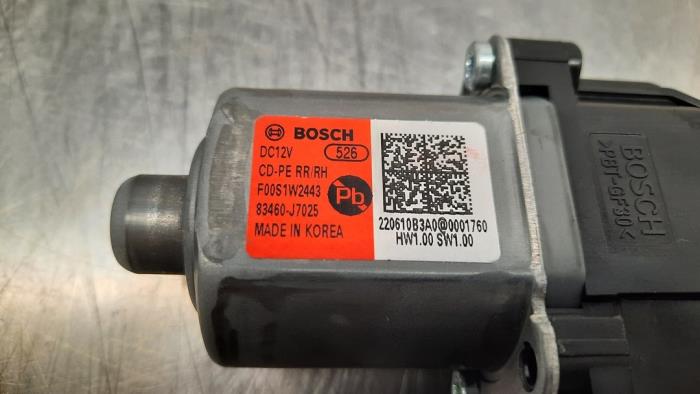 BOSCH
DC12V 526
CD-PE RR/RH
F00S1W2443
83460-J7025
MADE IN KOREA
Pb
220610B3A0@0001760
HW1.00 SW1.00
BOSCH
>PBT-GF30<